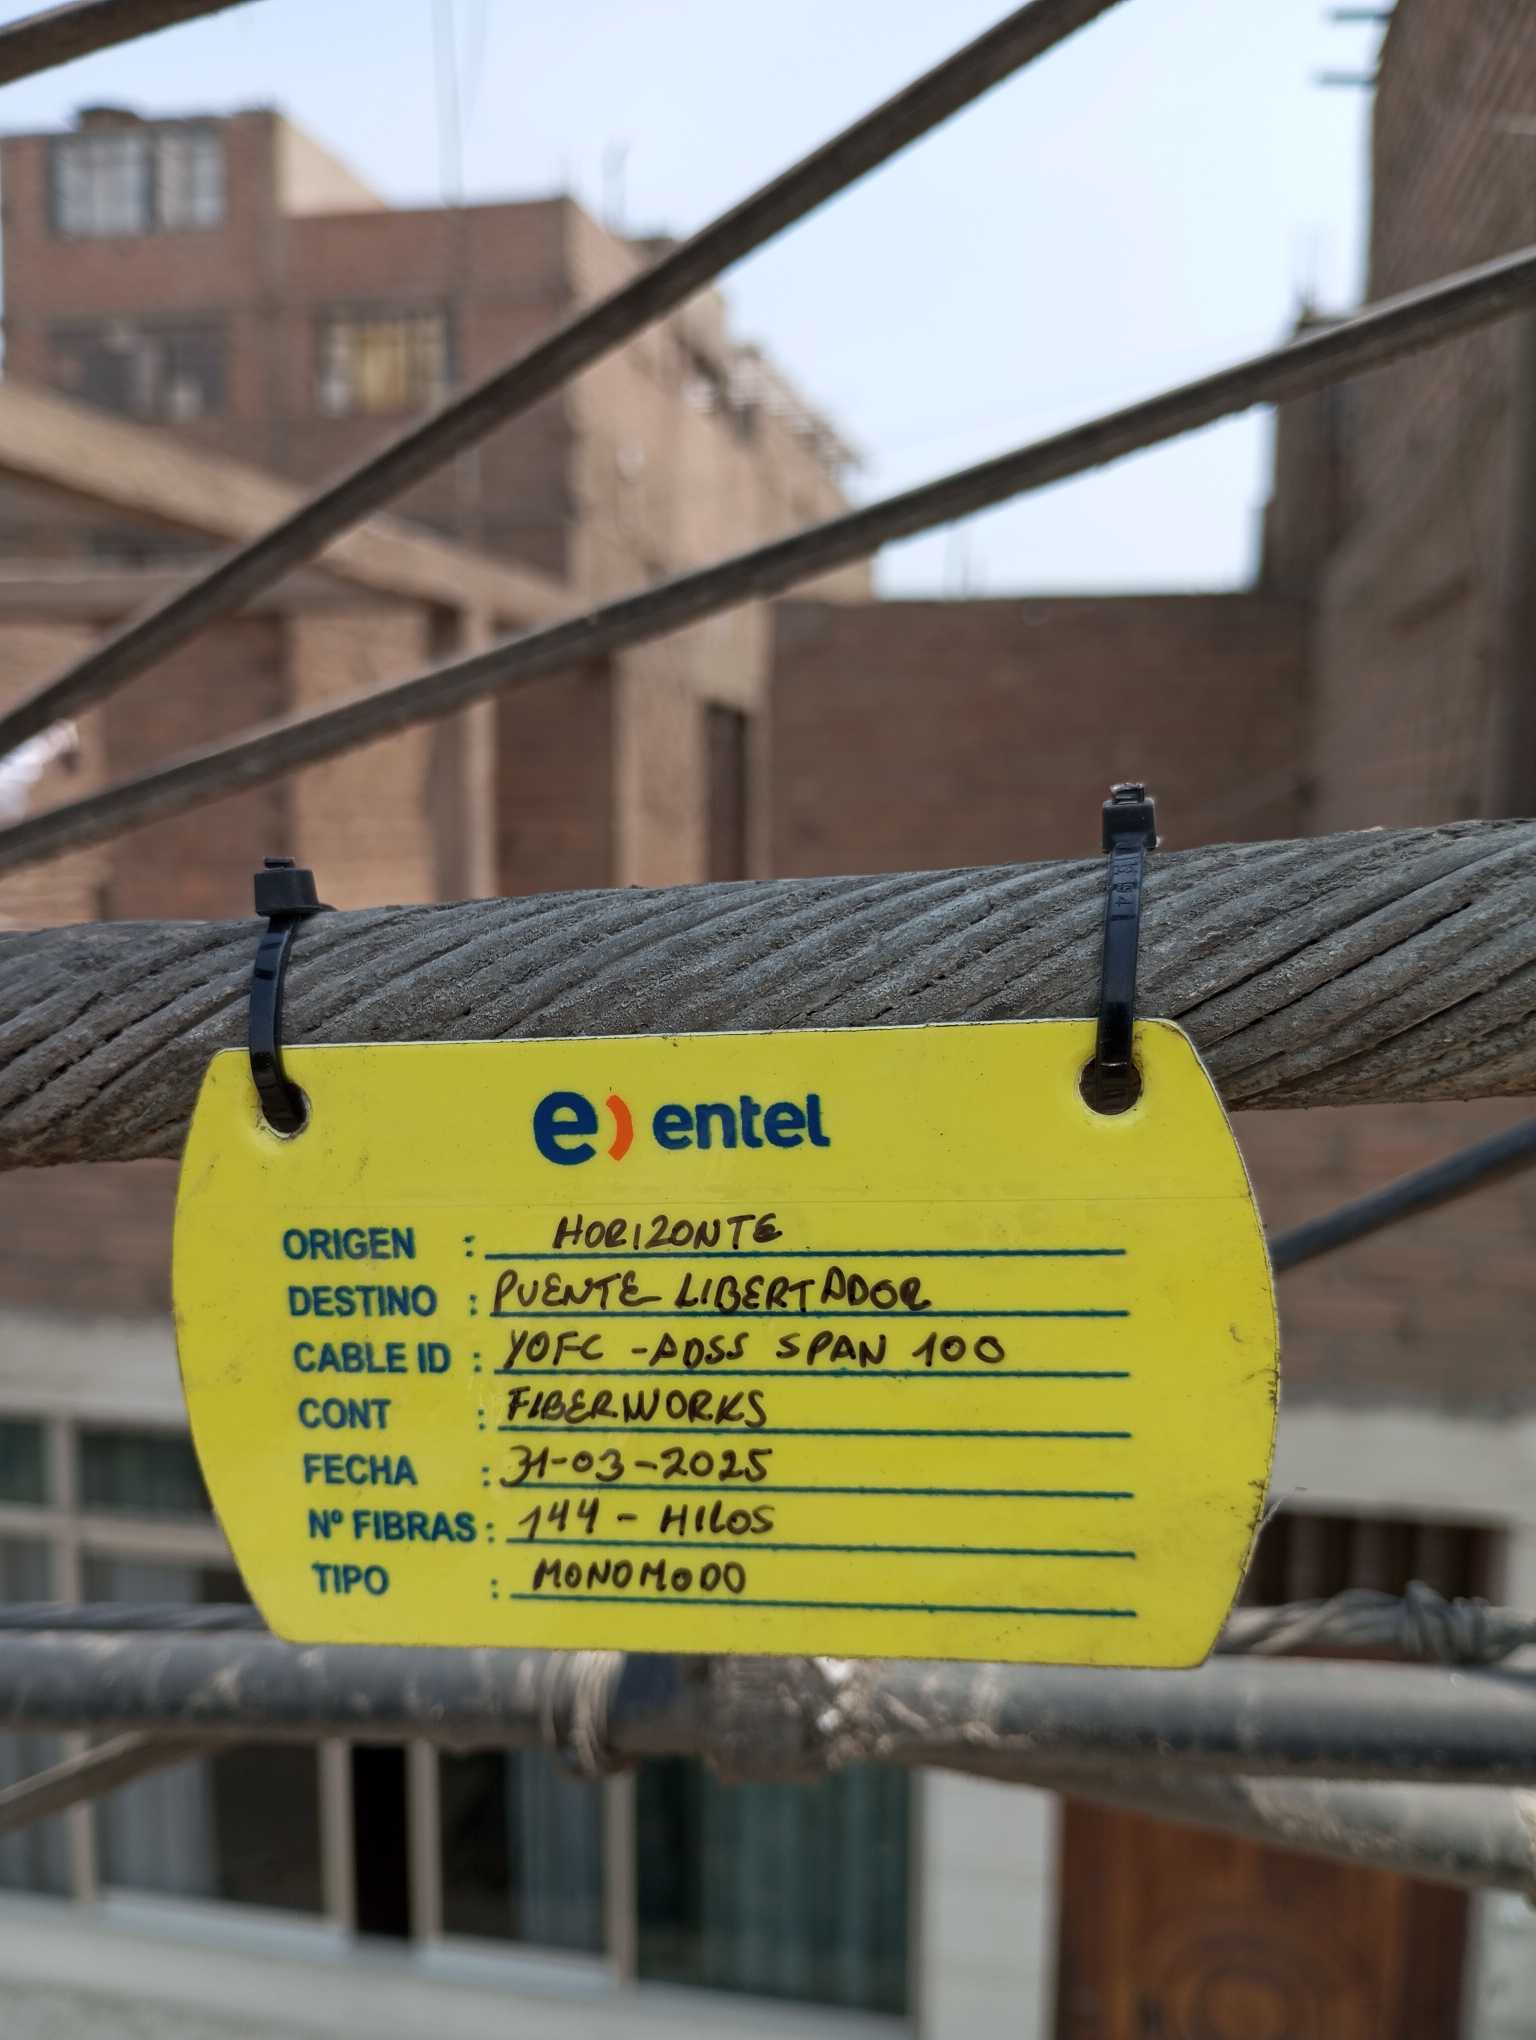 e) entel
ORIGEN : HORIZONTE
DESTINO : PUENTE LIBERTADOR
CABLE ID : YOFC - ADSS SPAN 100
CONT : FIBERWORKS
FECHA : 31-03-2025
Nº FIBRAS : 144 - HILOS
TIPO : MONOMODO